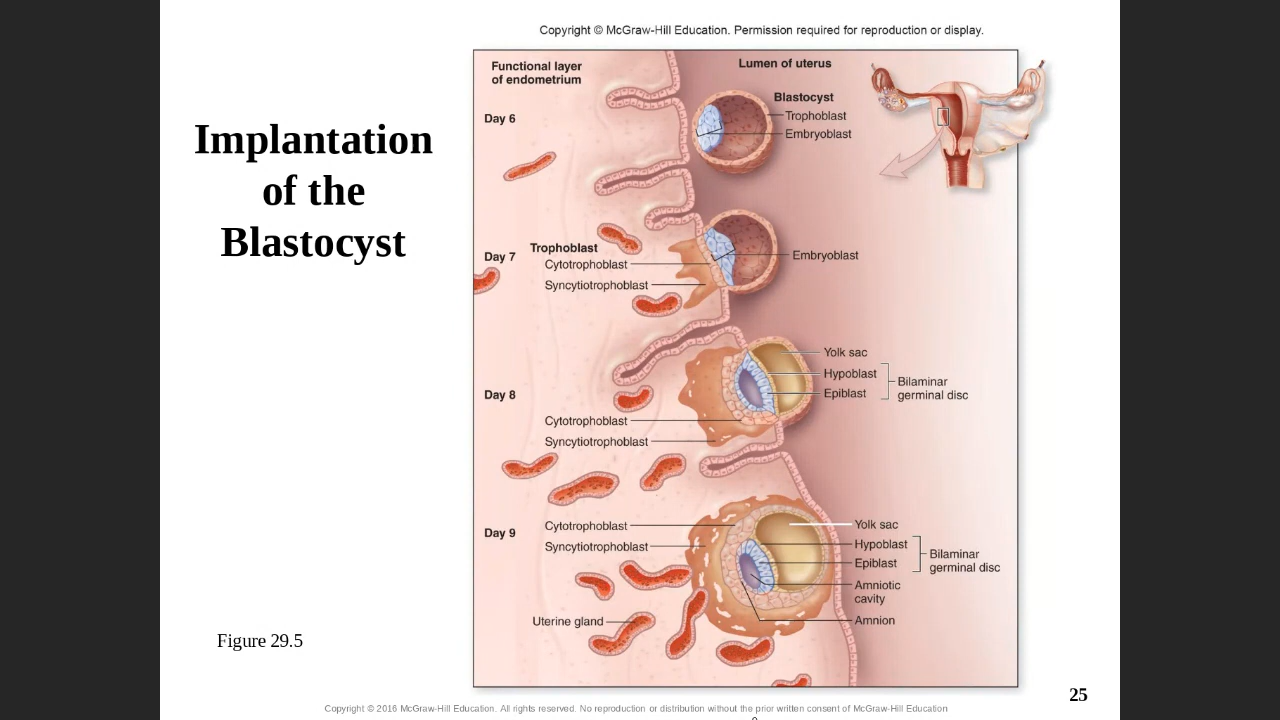 Copyright © McGraw-Hill Education. Permission required for reproduction or display.
Implantation
of the
Blastocyst
Functional layer
of endometrium
Lumen of uterus
Day 6
Blastocyst
Trophoblast
Embryoblast
Day 7
Trophoblast
Cytotrophoblast
Syncytiotrophoblast
Embryoblast
Day 8
Yolk sac
Hypoblast
Epiblast
Bilaminar
germinal disc
Cytotrophoblast
Syncytiotrophoblast
Day 9
Cytotrophoblast
Syncytiotrophoblast
Yolk sac
Hypoblast
Epiblast
Bilaminar
germinal disc
Amniotic
cavity
Amnion
Uterine gland
Figure 29.5
25
Copyright © 2016 McGraw-Hill Education. All rights reserved. No reproduction or distribution without the prior written consent of McGraw-Hill Education